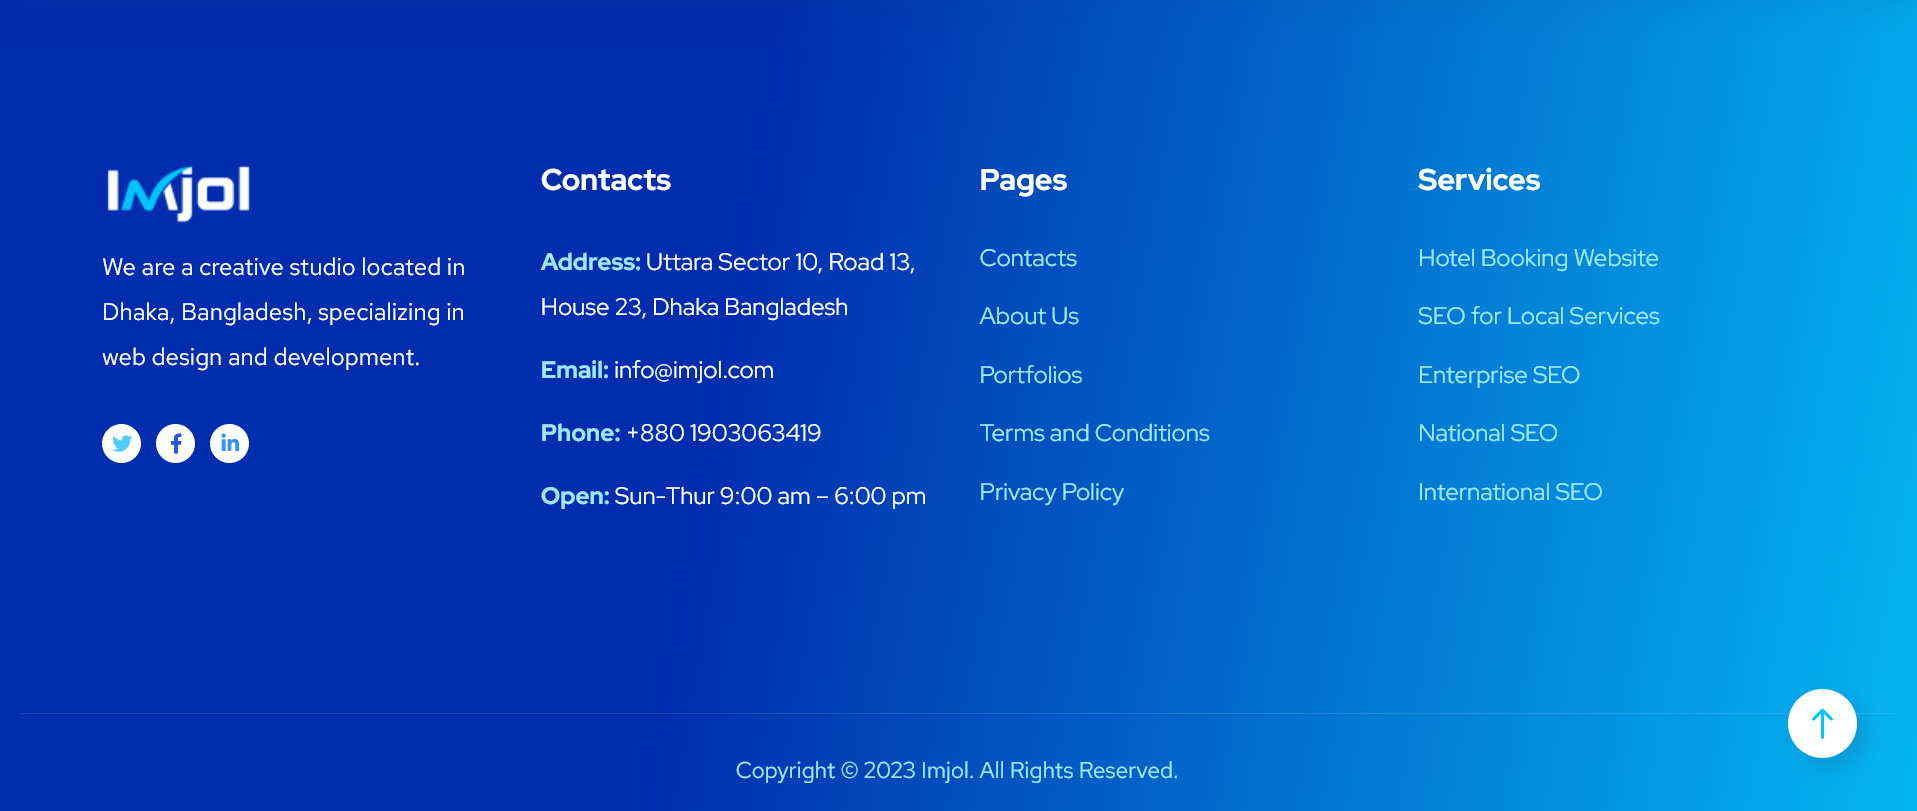 Imjol
We are a creative studio located in
Dhaka, Bangladesh, specializing in
web design and development.
Contacts
Address: Uttara Sector 10, Road 13,
House 23, Dhaka Bangladesh
Email: info@imjol.com
Phone: +880 1903063419
Open: Sun-Thur 9:00 am – 6:00 pm
Pages
Contacts
About Us
Portfolios
Terms and Conditions
Privacy Policy
Services
Hotel Booking Website
SEO for Local Services
Enterprise SEO
National SEO
International SEO
Copyright © 2023 Imjol. All Rights Reserved.